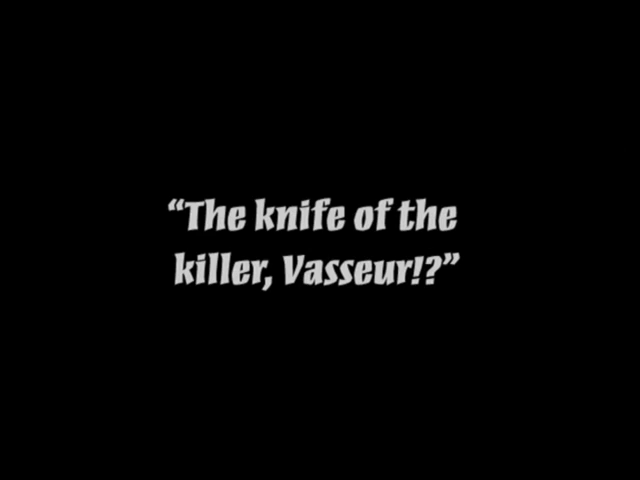 “The knife of the
killer, Vasseur!?”